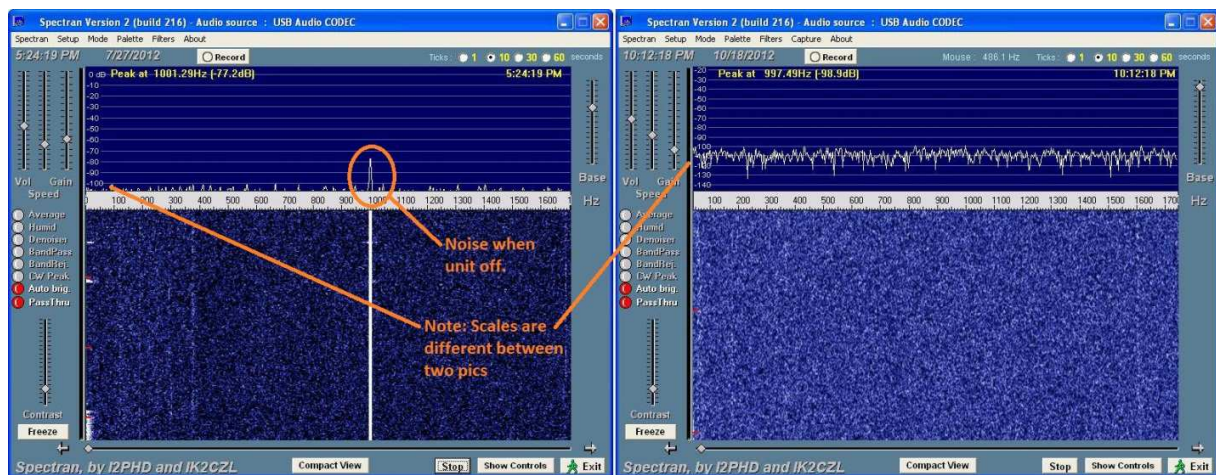 Spectran Version 2 (build 216) - Audio source : USB Audio CODEC
Spectran Setup Mode Palette Filters About
5:24:19 PM 7/27/2012 Record Ticks: 1 10 30 60 seconds
0 dB Peak at 1001.29Hz (-77.2dB) 5:24:19 PM
-10
-20
-30
-40
-50
-60
-70
-80
-90
-100
Vol Gain
Speed
Base
100 200 300 400 500 600 700 800 900 1000 1100 1200 1300 1400 1500 1600
Hz
Average
Humid
Denoiser
BandPass
BandRej.
CW Peak
Auto brig.
PassThru
Contrast
Freeze
Noise when
unit off.
Note: Scales are
different between
two pics
Compact View Stop Show Controls Exit
Spectran, by I2PHD and IK2CZL
Spectran Version 2 (build 216) - Audio source : USB Audio CODEC
Spectran Setup Mode Palette Filters Capture About
10:12:18 PM 10/18/2012 Record Mouse : 486.1 Hz Ticks: 1 10 30 60 seconds
-20 Peak at 997.49Hz (-98.9dB) 10:12:18 PM
-30
-40
-50
-60
-70
-80
-90
-100
-110
-120
-130
-140
Vol Gain
Speed
Base
100 200 300 400 500 600 700 800 900 1000 1100 1200 1300 1400 1500 1600 170
Hz
Average
Humid
Denoiser
BandPass
BandRej.
CW Peak
Auto brig.
PassThru
Contrast
Freeze
Compact View Stop Show Controls Exit
Spectran, by I2PHD and IK2CZL